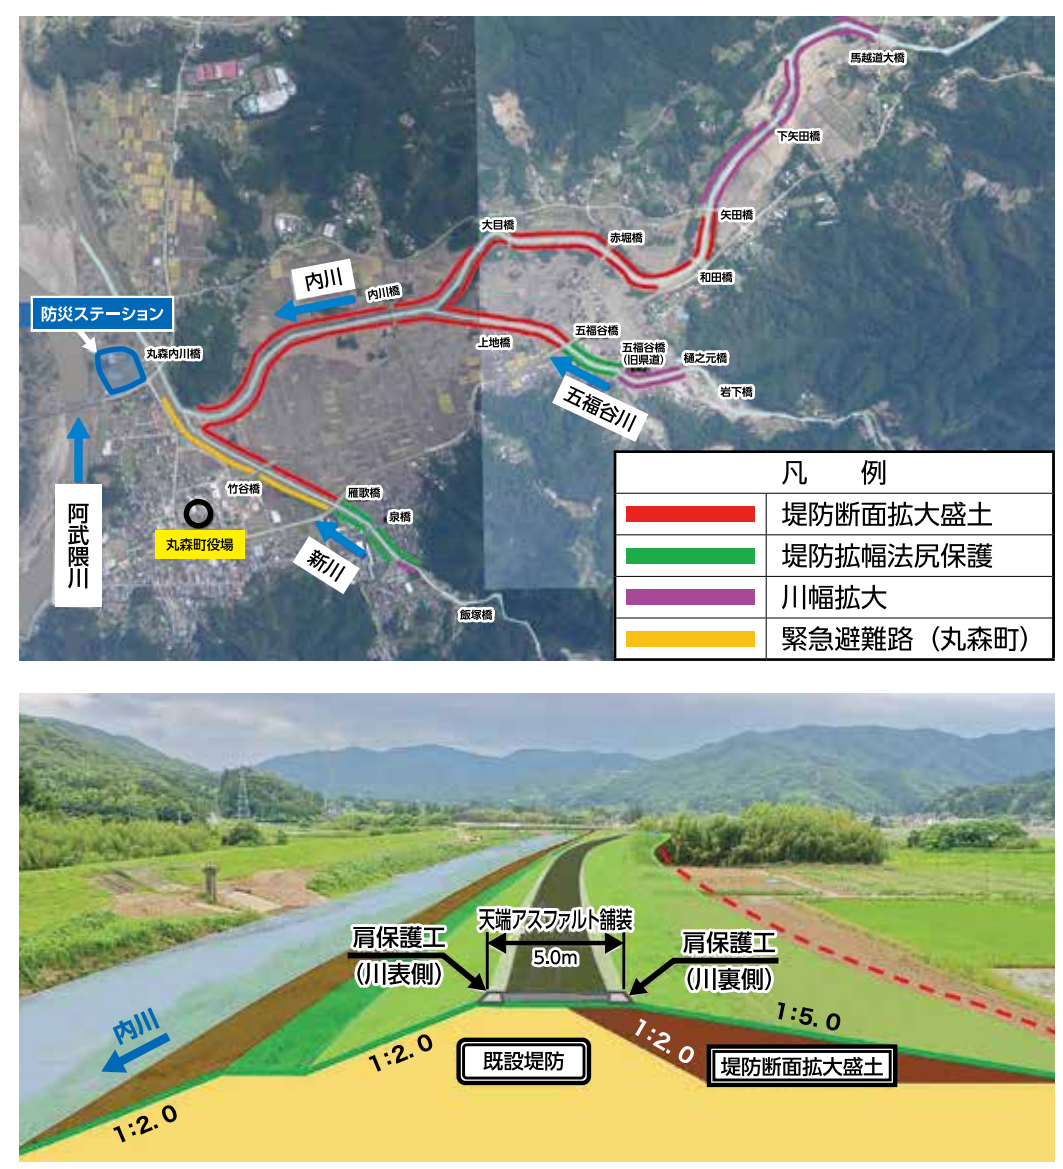 馬越道大橋
下矢田橋
矢田橋
大目橋
赤堀橋
和田橋
内川
内川橋
防災ステーション
丸森内川橋
上地橋
五福谷橋
五福谷橋
(旧県道)
樋之元橋
岩下橋
五福谷川
竹谷橋
雁歌橋
泉橋
阿武隈川
丸森町役場
新川
飯塚橋
凡 例
堤防断面拡大盛土
堤防拡幅法尻保護
川幅拡大
緊急避難路（丸森町）
天端アスファルト舗装
5.0m
肩保護工
(川表側)
肩保護工
(川裏側)
内川
1:2.0
1:2.0
既設堤防
1:2.0
1:5.0
堤防断面拡大盛土